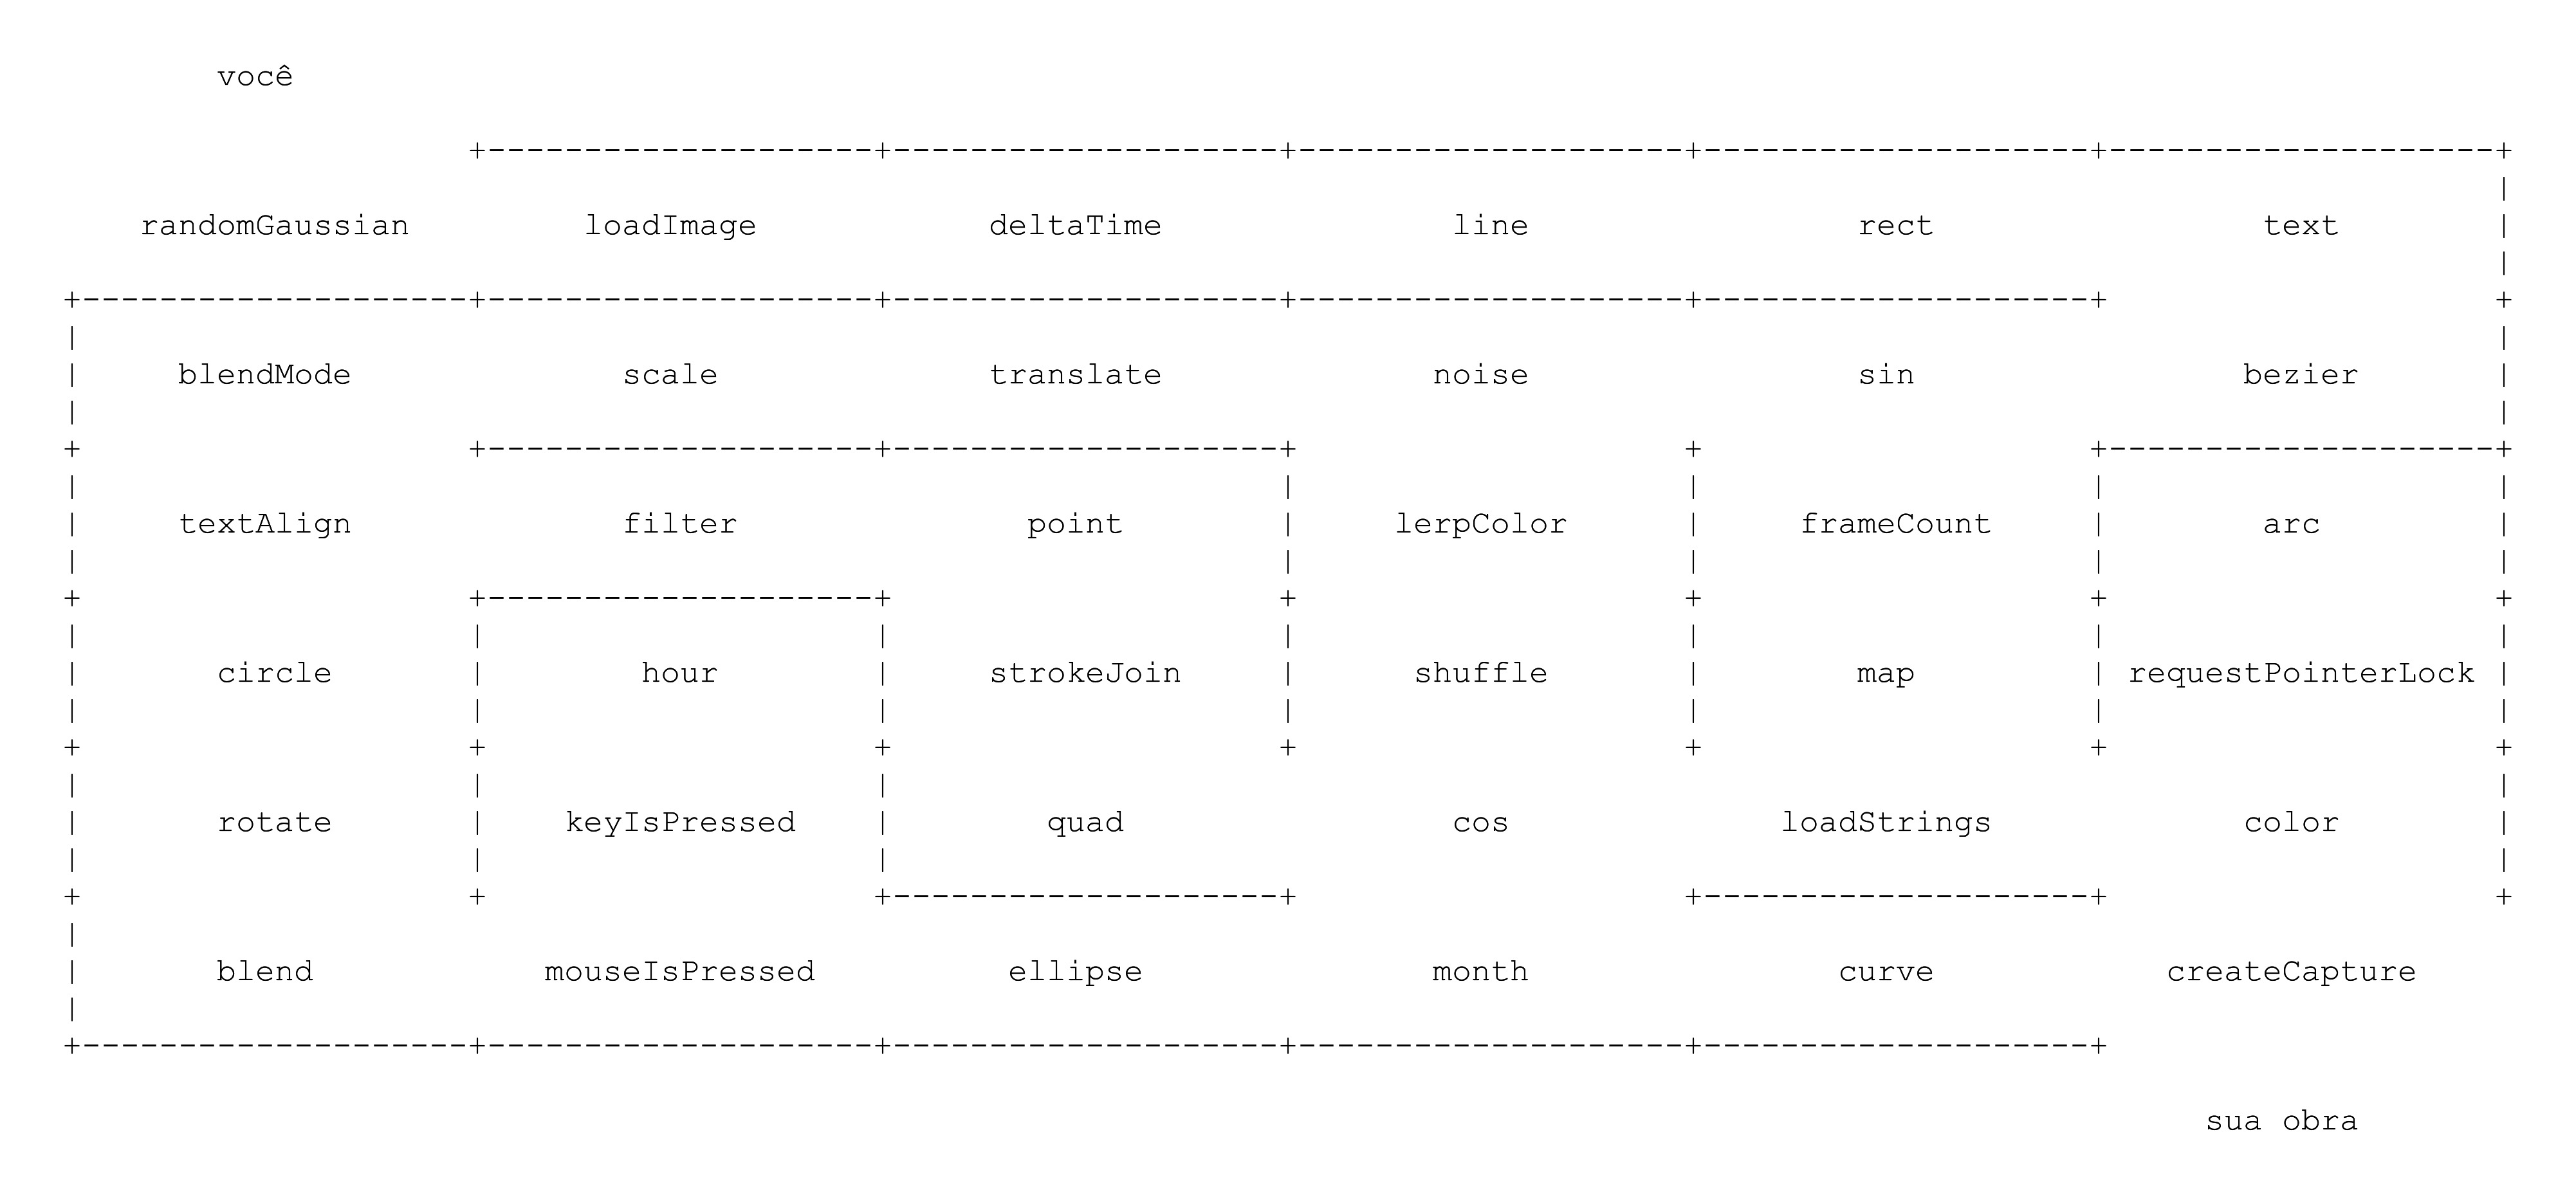 você
randomGaussian loadImage deltaTime line rect text
blendMode scale translate noise sin bezier
textAlign filter point lerpColor frameCount arc
circle hour strokeJoin shuffle map requestPointerLock
rotate keyIsPressed quad cos loadStrings color
blend mouseIsPressed ellipse month curve createCapture
sua obra